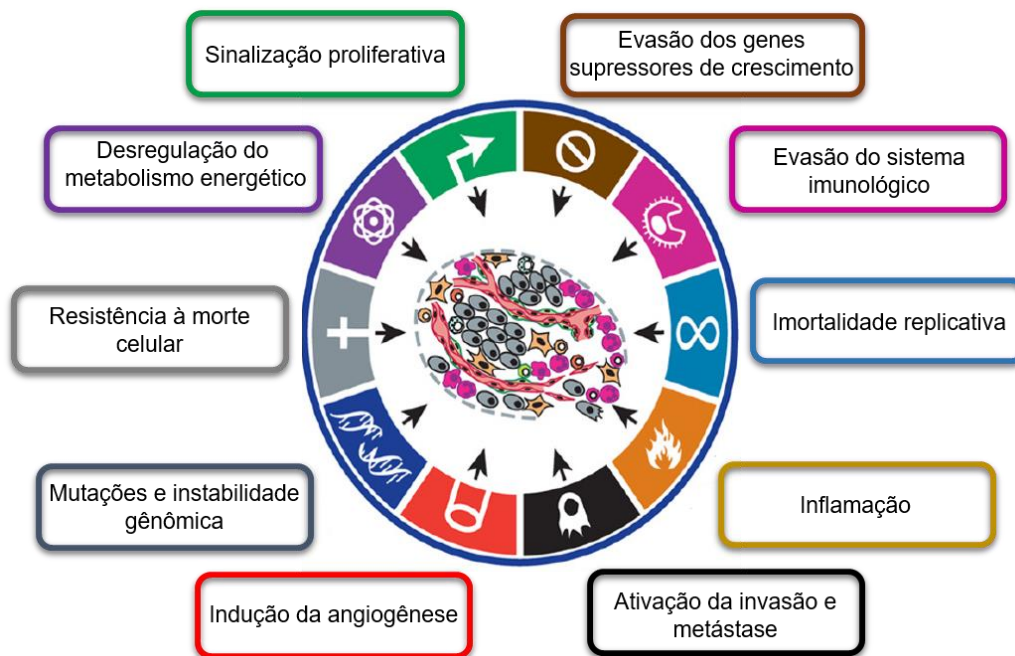 Sinalização proliferativa
Evasão dos genes
supressores de crescimento
Desregulação do
metabolismo energético
Evasão do sistema
imunológico
Resistência à morte
celular
Imortalidade replicativa
Mutações e instabilidade
gênômica
Inflamação
Indução da angiogênese
Ativação da invasão e
metástase